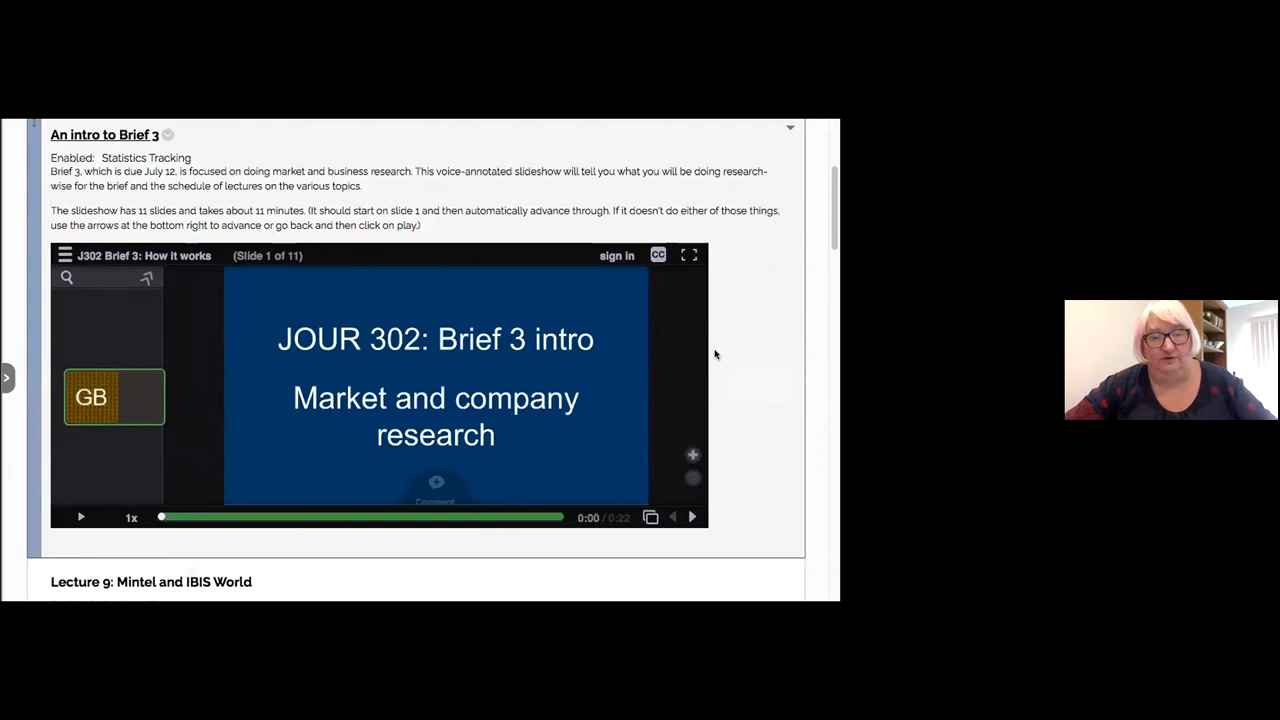 An intro to Brief 3
Enabled: Statistics Tracking
Brief 3, which is due July 12, is focused on doing market and business research. This voice-annotated slideshow will tell you what you will be doing research-
wise for the brief and the schedule of lectures on the various topics.
The slideshow has 11 slides and takes about 11 minutes. (It should start on slide 1 and then automatically advance through. If it doesn't do either of those things,
use the arrows at the bottom right to advance or go back and then click on play.)
J302 Brief 3: How it works (Slide 1 of 11) sign in CC
JOUR 302: Brief 3 intro
Market and company
research
GB
Comment
1x 0:00 / 0:22
Lecture 9: Mintel and IBIS World